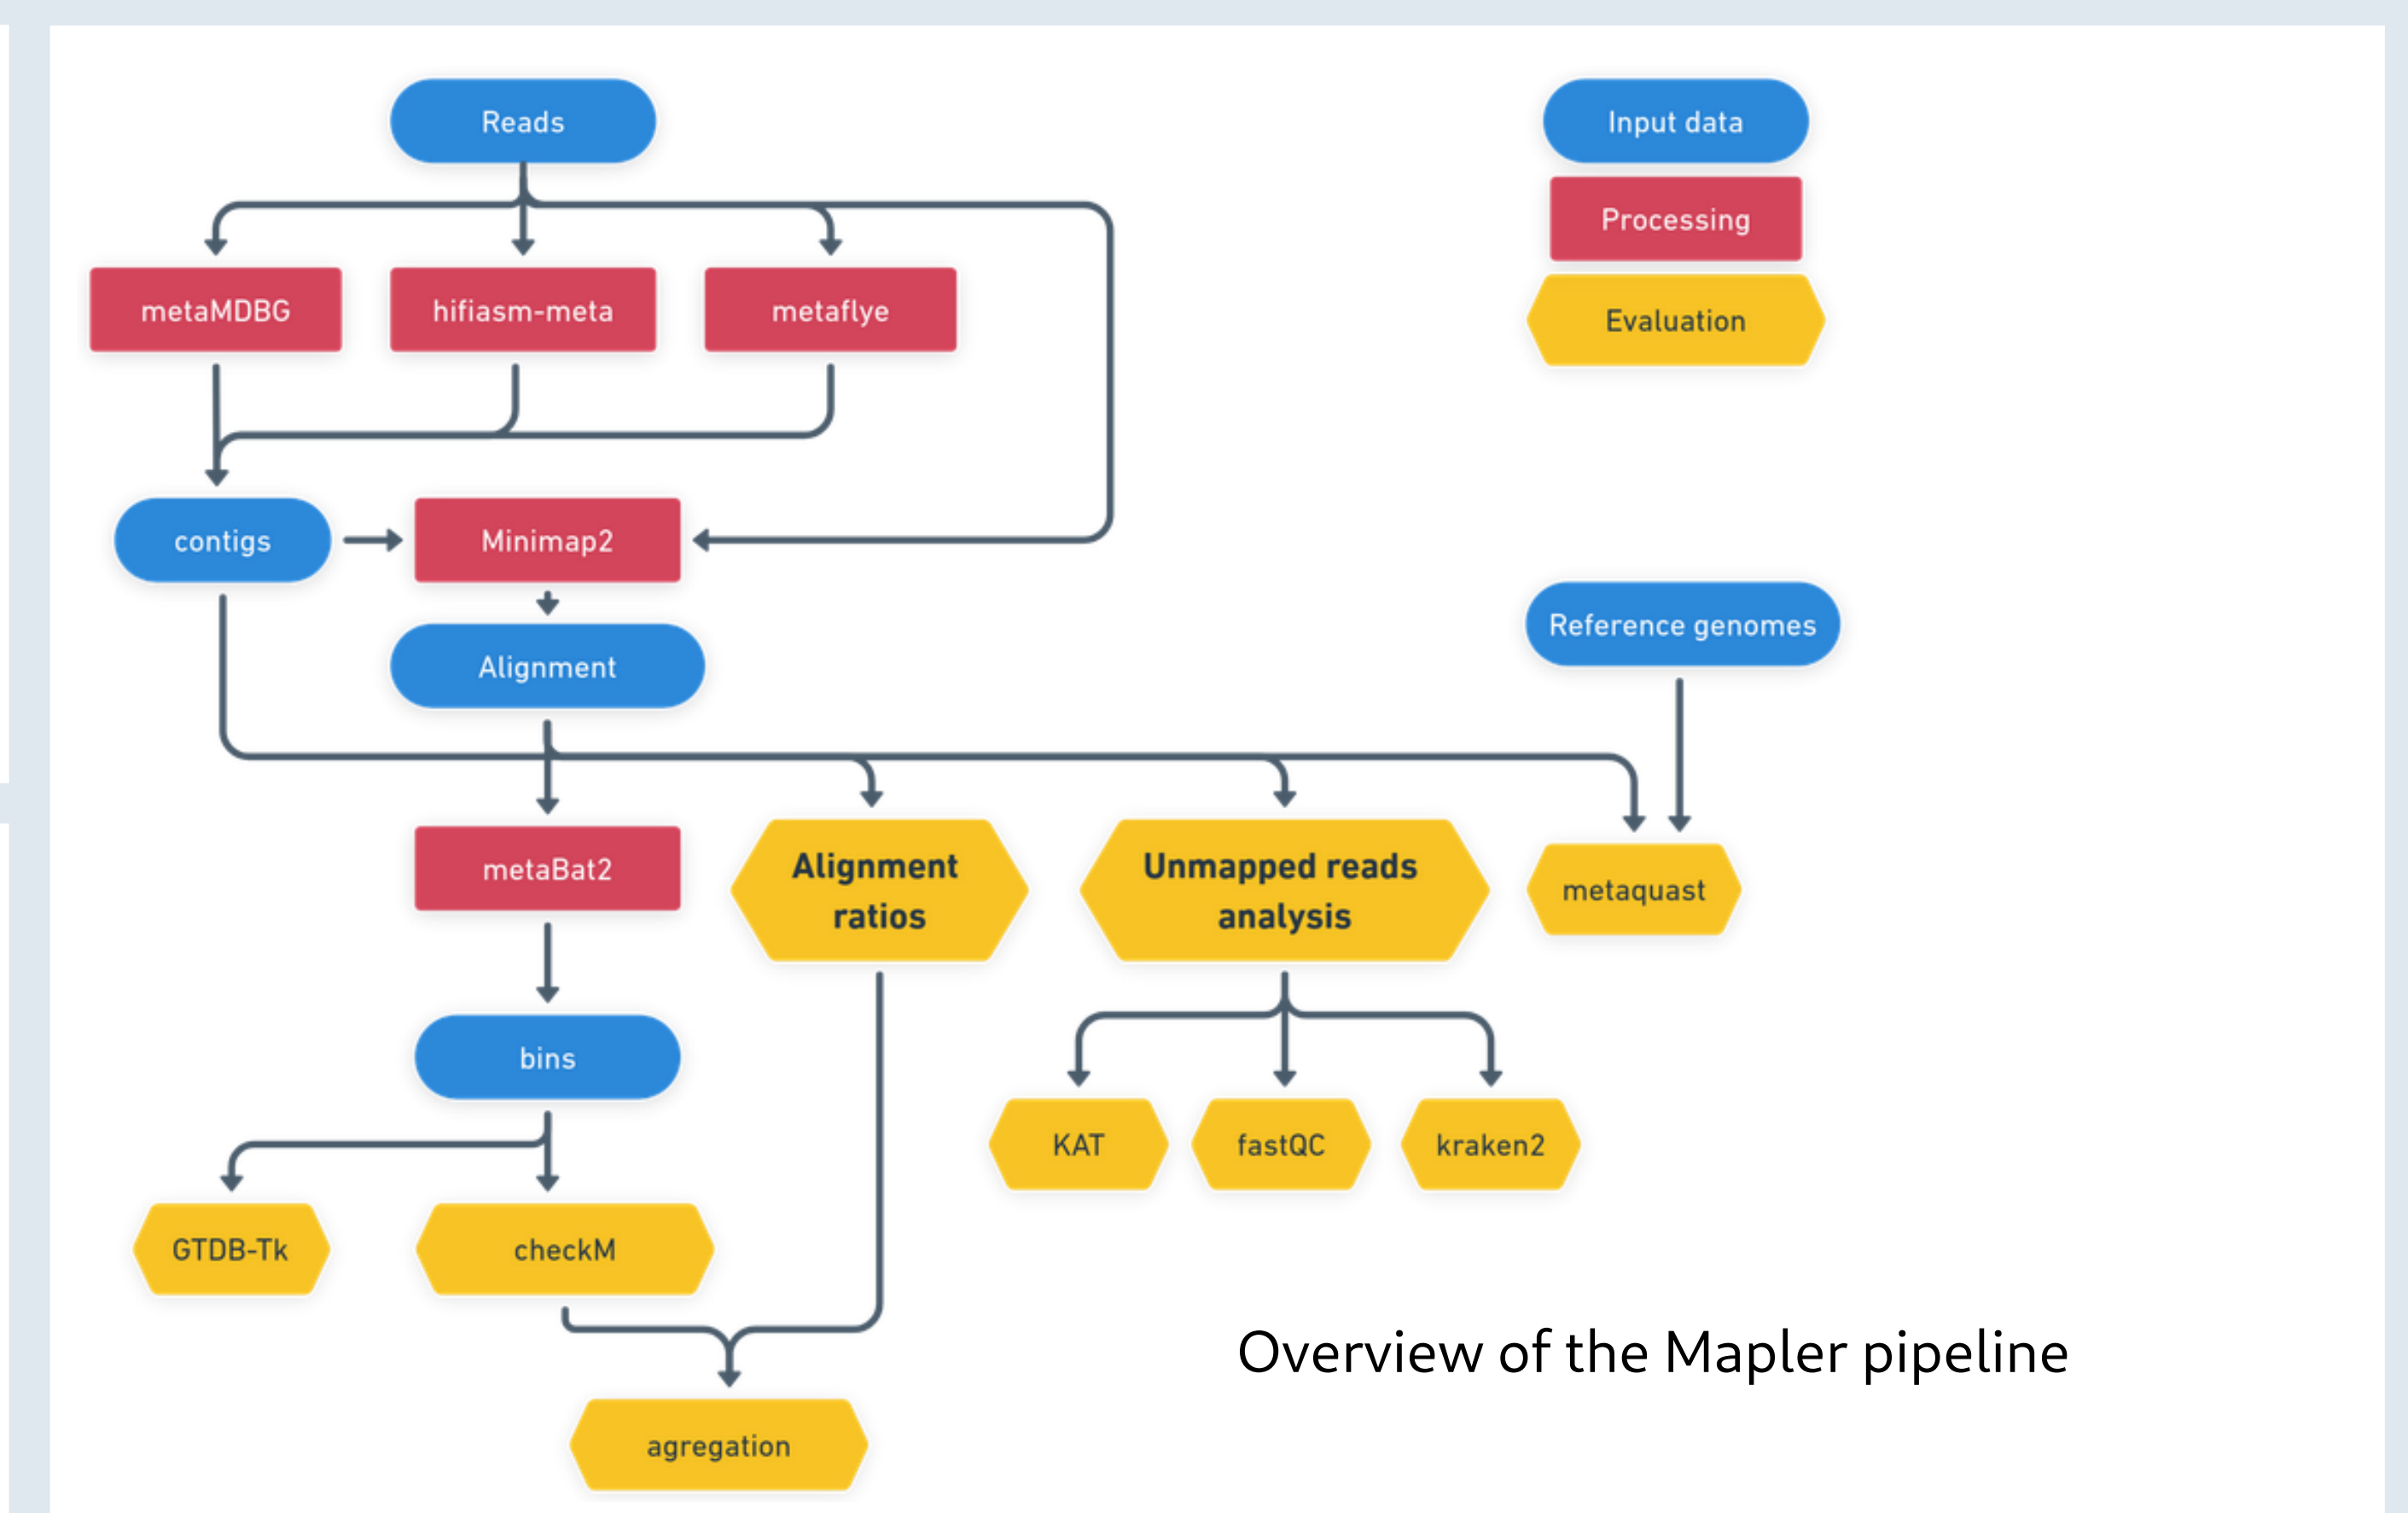 Reads
Input data
Processing
Evaluation
metaMDBG
hifiasm-meta
metaflye
contigs
Minimap2
Alignment
Reference genomes
metaBat2
Alignment
ratios
Unmapped reads
analysis
metaquast
bins
KAT
fastQC
kraken2
GTDB-Tk
checkM
agregation
Overview of the Mapler pipeline